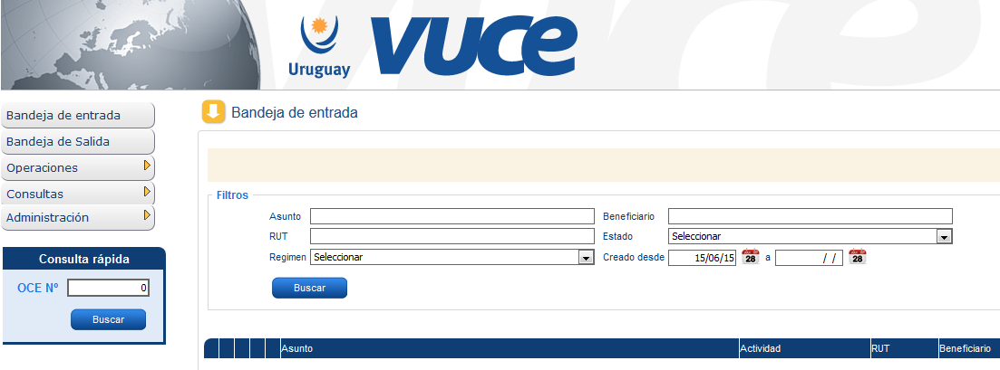 Uruguay
vuce
Bandeja de entrada
Bandeja de Salida
Operaciones
Consultas
Administración
Consulta rápida
OCE Nº 0
Buscar
Bandeja de entrada
Filtros
Asunto Beneficiario
RUT Estado Seleccionar
Regimen Seleccionar Creado desde 15/06/15 28 a / / 28
Buscar
Asunto Actividad RUT Beneficiario